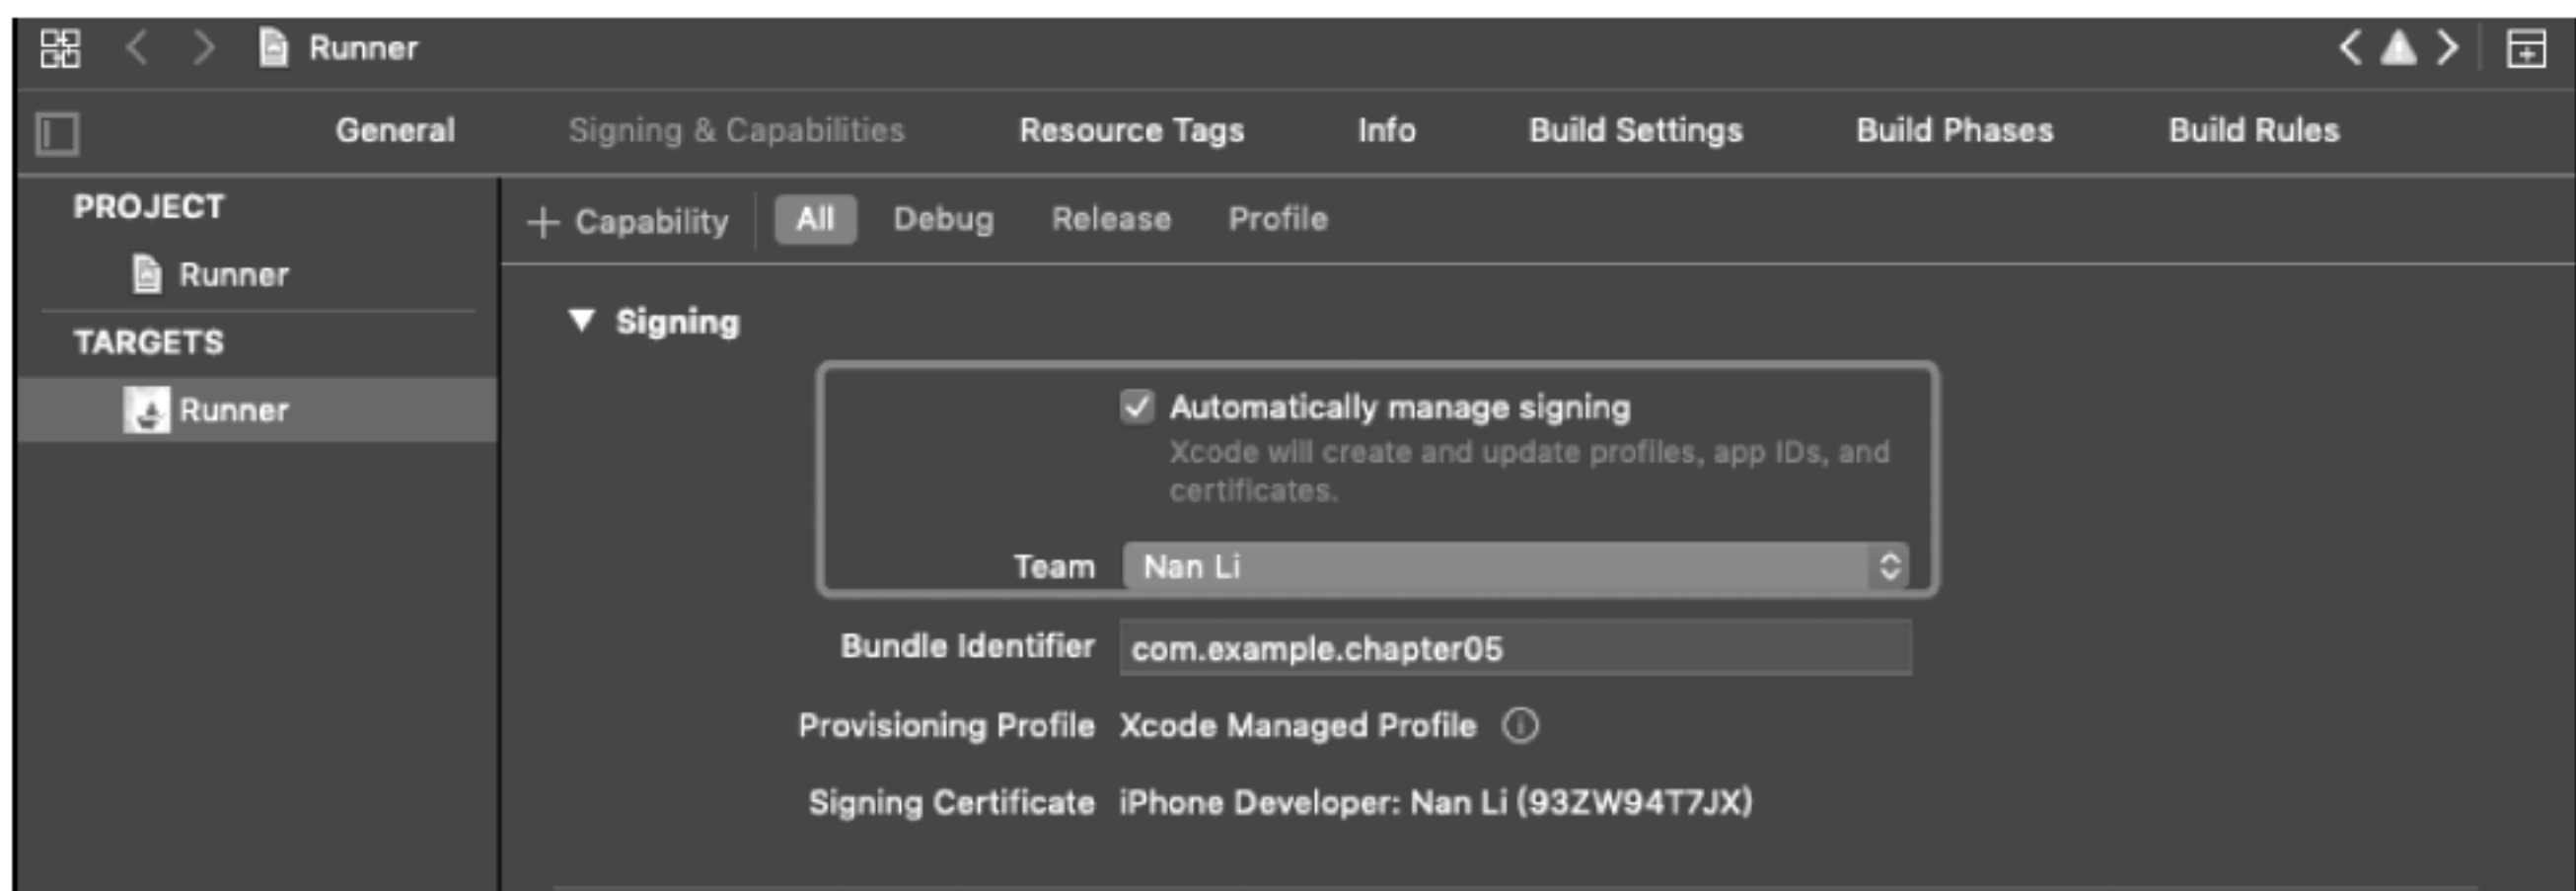 Runner
General Signing & Capabilities Resource Tags Info Build Settings Build Phases Build Rules
PROJECT
Runner
TARGETS
Runner
+ Capability All Debug Release Profile
Signing
Automatically manage signing
Xcode will create and update profiles, app IDs, and
certificates.
Team Nan Li
Bundle Identifier com.example.chapter05
Provisioning Profile Xcode Managed Profile
Signing Certificate iPhone Developer: Nan Li (93ZW94T7JX)